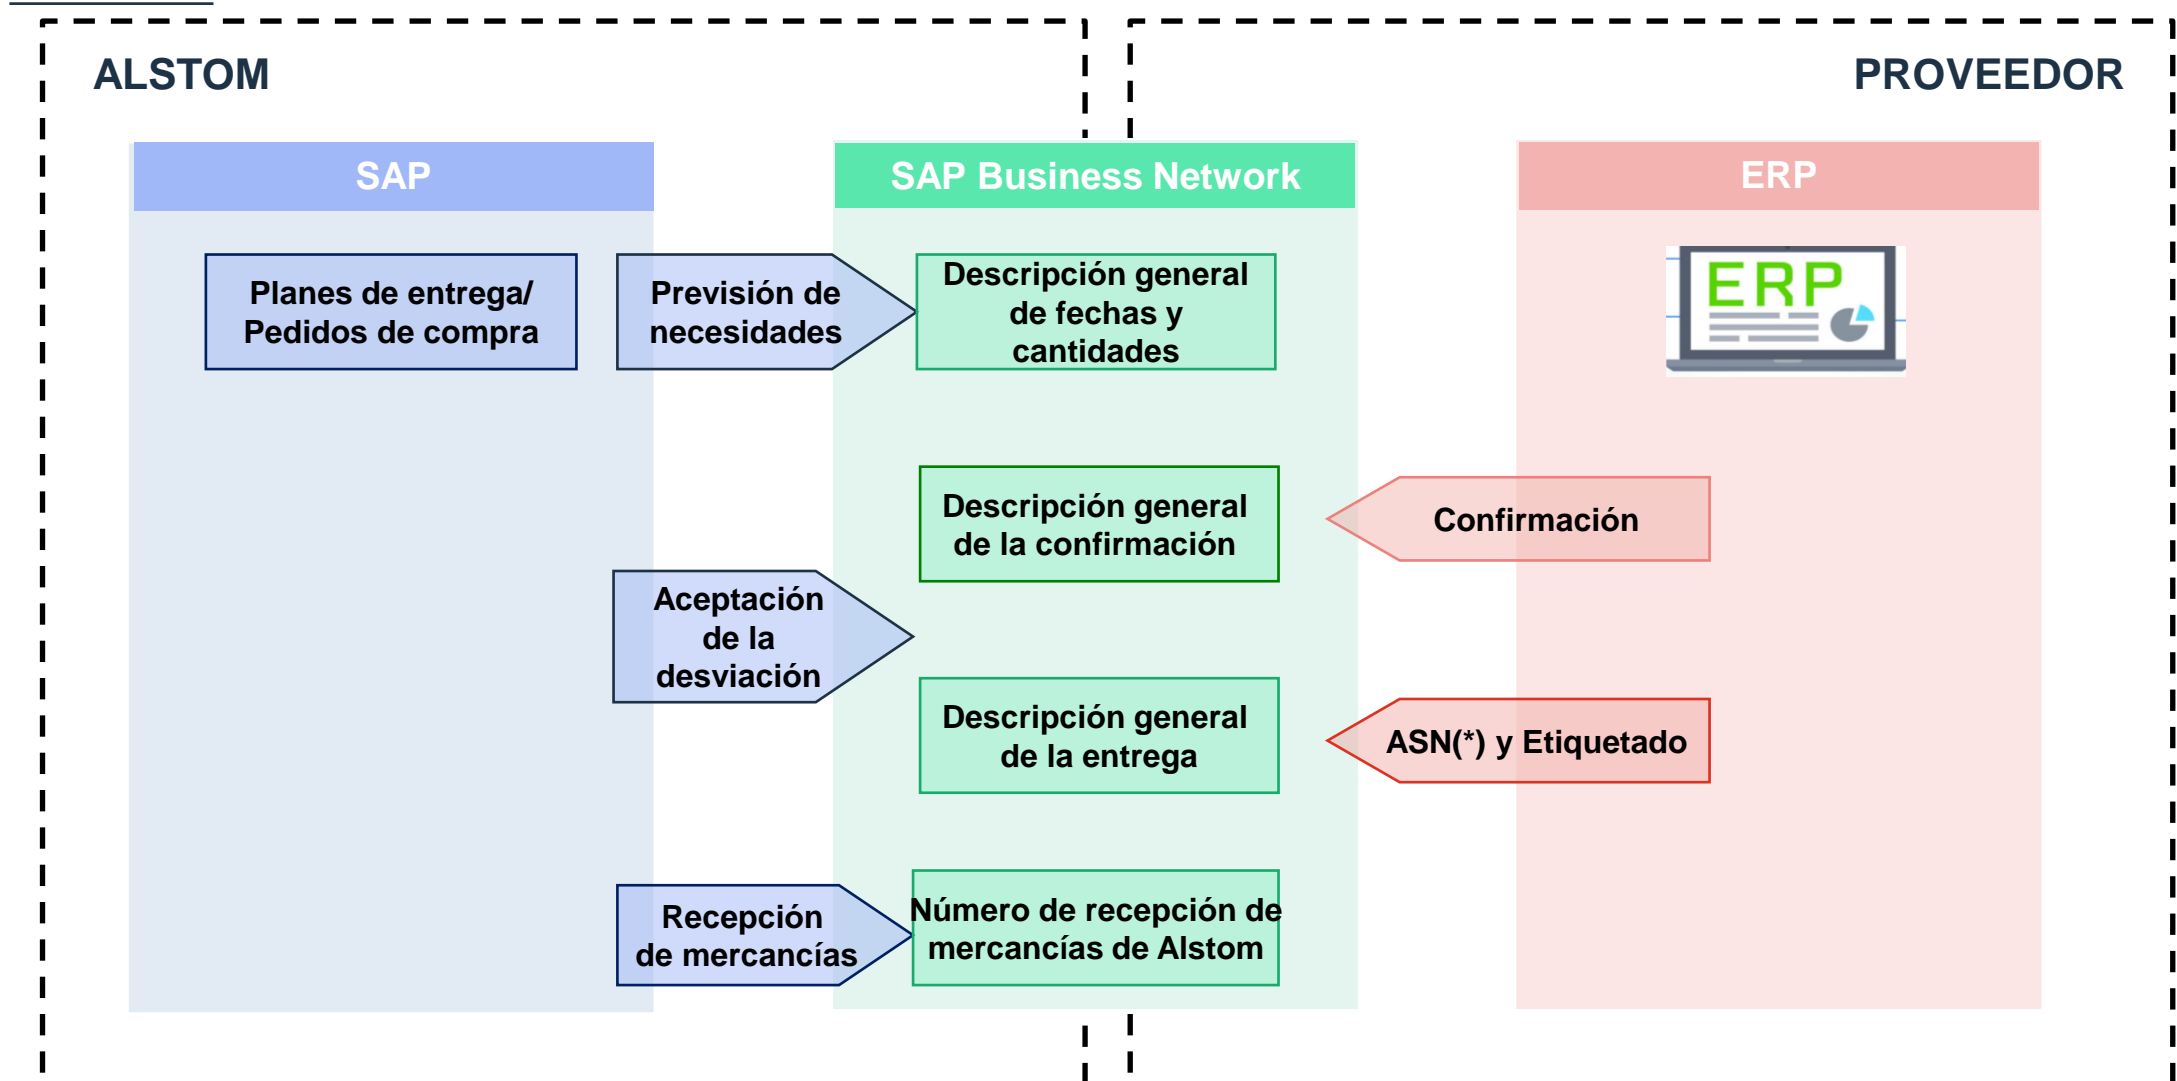 ALSTOM
PROVEEDOR
SAP
SAP Business Network
ERP
Planes de entrega/
Pedidos de compra
Previsión de
necesidades
Descripción general
de fechas y
cantidades
ERP
Descripción general
de la confirmación
Confirmación
Aceptación
de la
desviación
Descripción general
de la entrega
ASN(*) y Etiquetado
Recepción
de mercancías
Número de recepción de
mercancías de Alstom